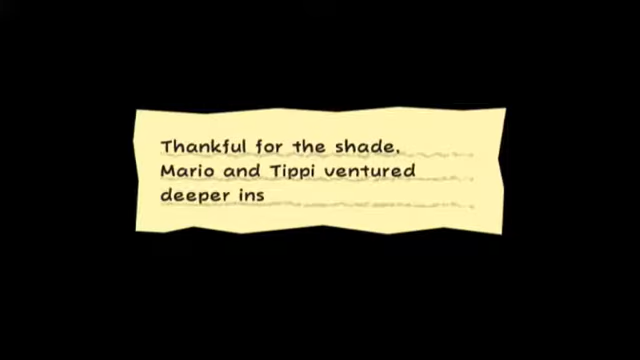 Thankful for the shade,
Mario and Tippi ventured
deeper ins